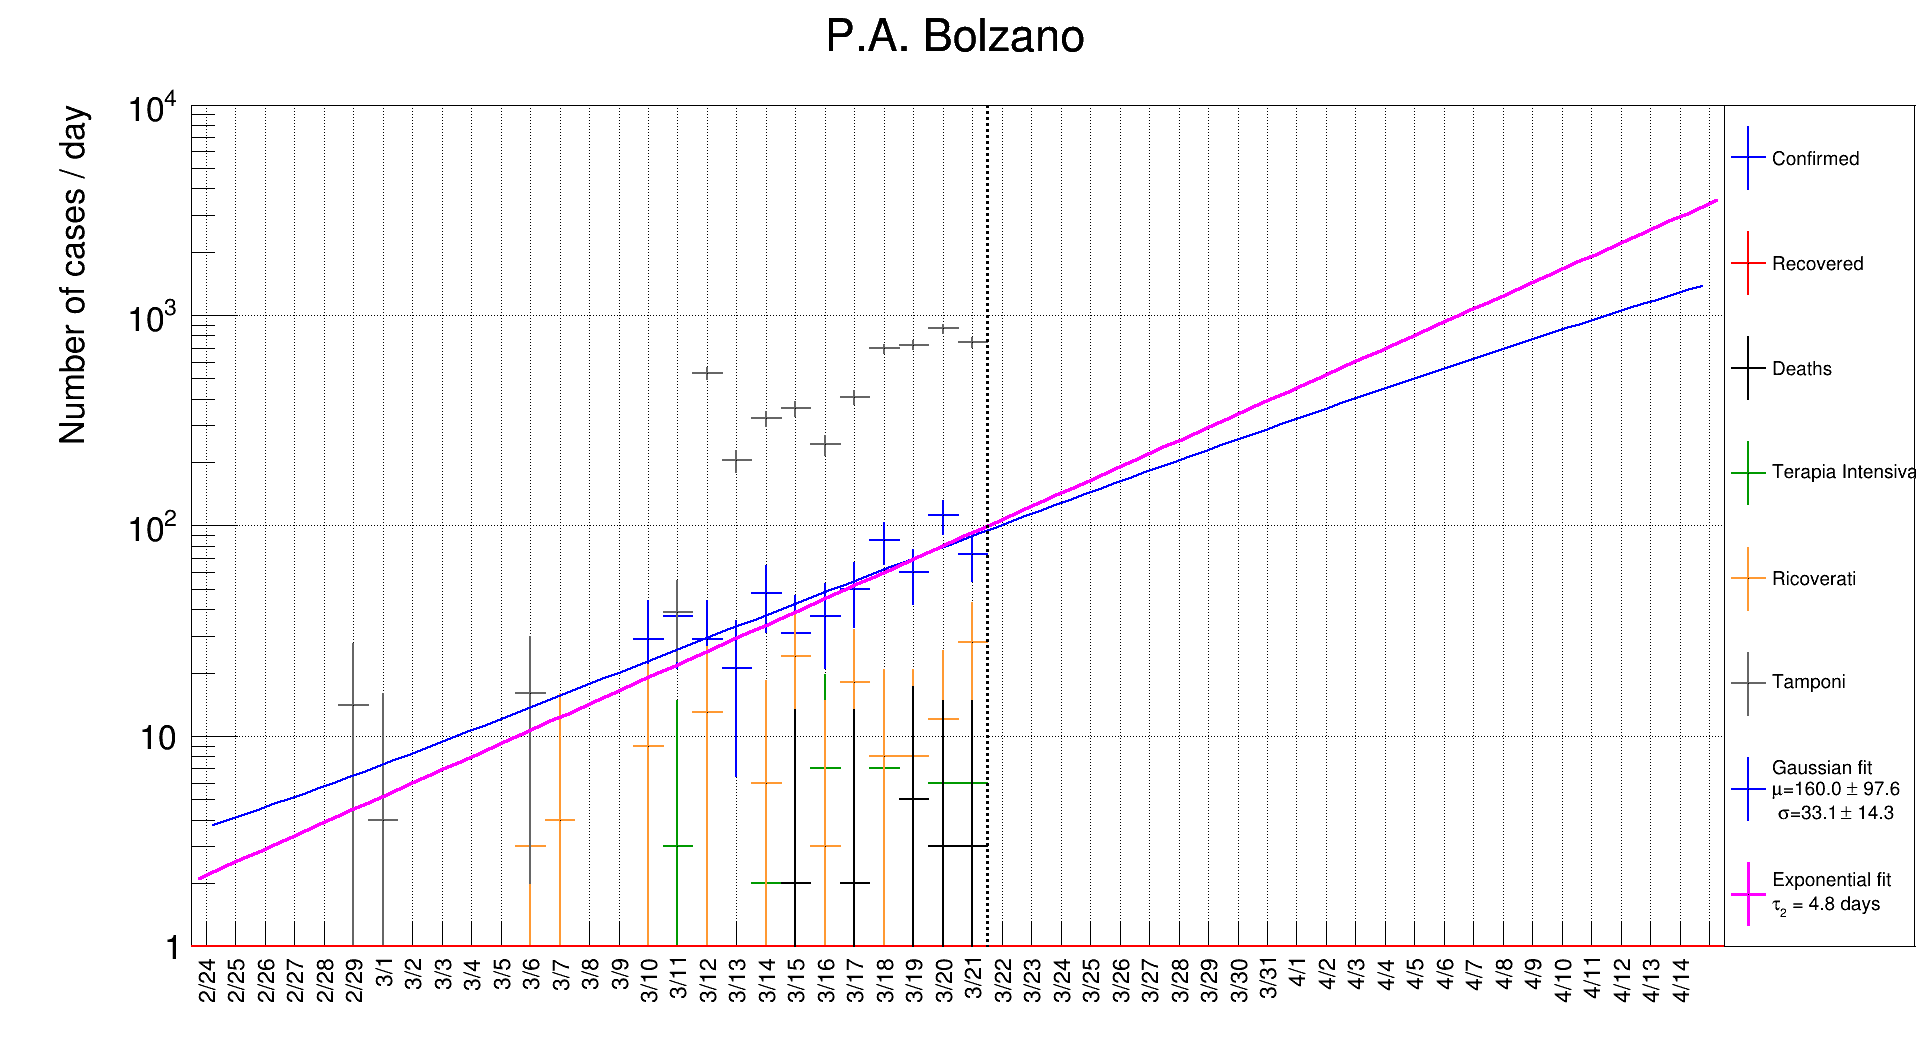 P.A. Bolzano
Number of cases / day
10⁴
10³
10²
10
1
2/24 2/25 2/26 2/27 2/28 2/29 3/1 3/2 3/3 3/4 3/5 3/6 3/7 3/8 3/9 3/10 3/11 3/12 3/13 3/14 3/15 3/16 3/17 3/18 3/19 3/20 3/21 3/22 3/23 3/24 3/25 3/26 3/27 3/28 3/29 3/30 3/31 4/1 4/2 4/3 4/4 4/5 4/6 4/7 4/8 4/9 4/10 4/11 4/12 4/13 4/14
Confirmed
Recovered
Deaths
Terapia Intensiva
Ricoverati
Tamponi
Gaussian fit
μ=160.0 ± 97.6
σ=33.1 ± 14.3
Exponential fit
τ₂ = 4.8 days